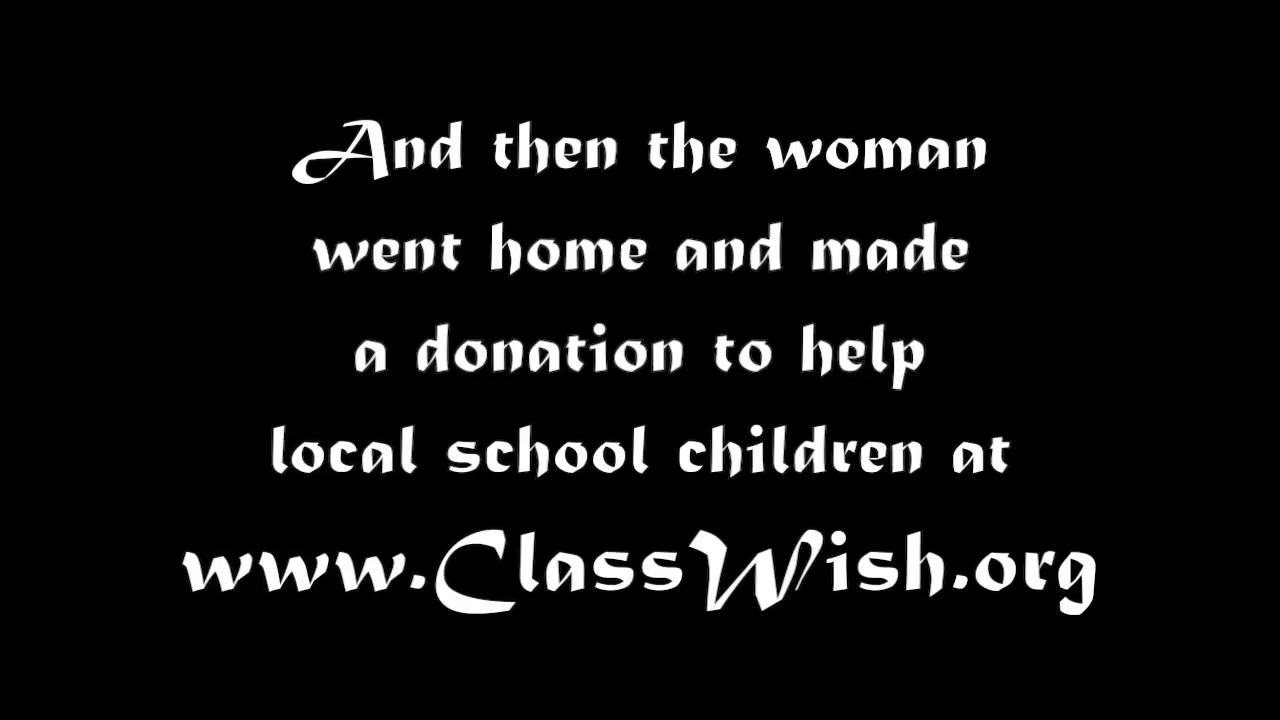 And then the woman
went home and made
a donation to help
local school children at
www.ClassWish.org